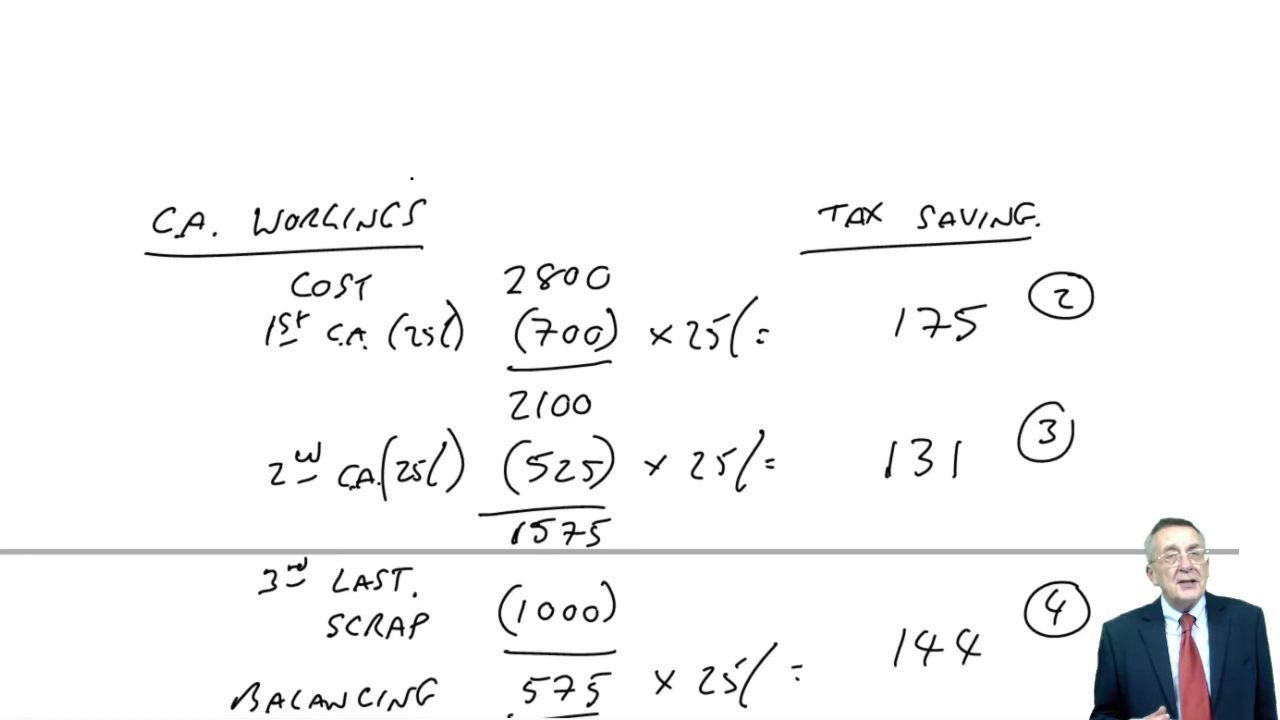 C.A. WORKINGS TAX SAVING.
COST 2800
1st C.A. (25%) (700) × 25% = 175 (2)
2100
2nd C.A. (25%) (525) × 25% = 131 (3)
1575
3rd LAST.
SCRAP (1000) (4)
BALANCING 575 × 25% = 144